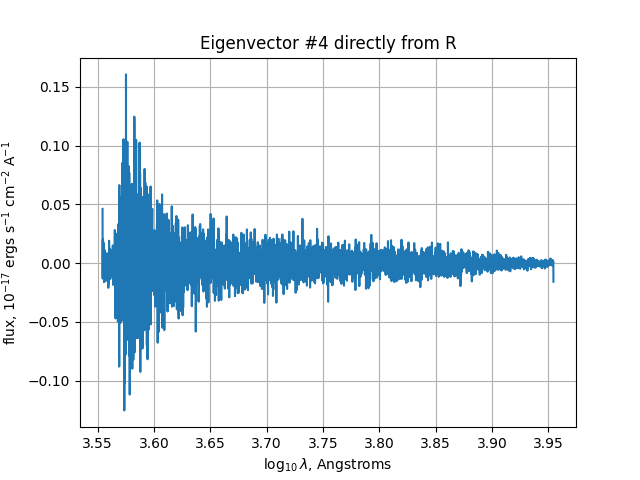 Eigenvector #4 directly from R
0.15
0.10
0.05
0.00
−0.05
−0.10
flux, 10⁻¹⁷ ergs s⁻¹ cm⁻² A⁻¹
3.55 3.60 3.65 3.70 3.75 3.80 3.85 3.90 3.95
log₁₀ λ, Angstroms